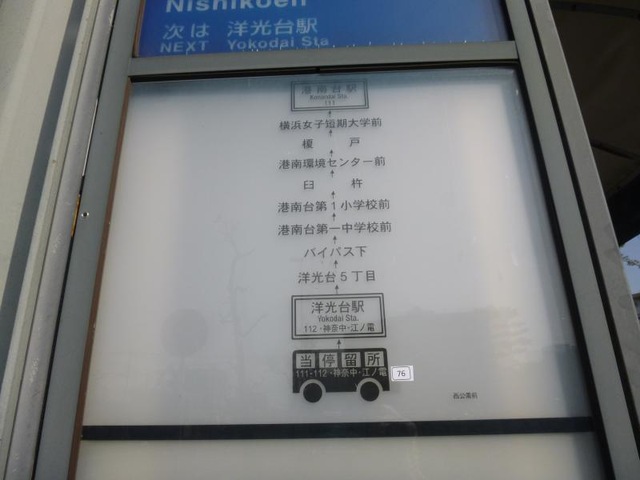 Nishikoen
次は 洋光台駅
NEXT Yokodai Sta.
港南台駅
Konandai Sta.
111
横浜女子短期大学前
榎戸
港南環境センター前
臼杵
港南台第1小学校前
港南台第一中学校前
バイパス下
洋光台5丁目
洋光台駅
Yokodai Sta.
112・神奈中・江ノ電
当停留所
111・112・神奈中・江ノ電
76